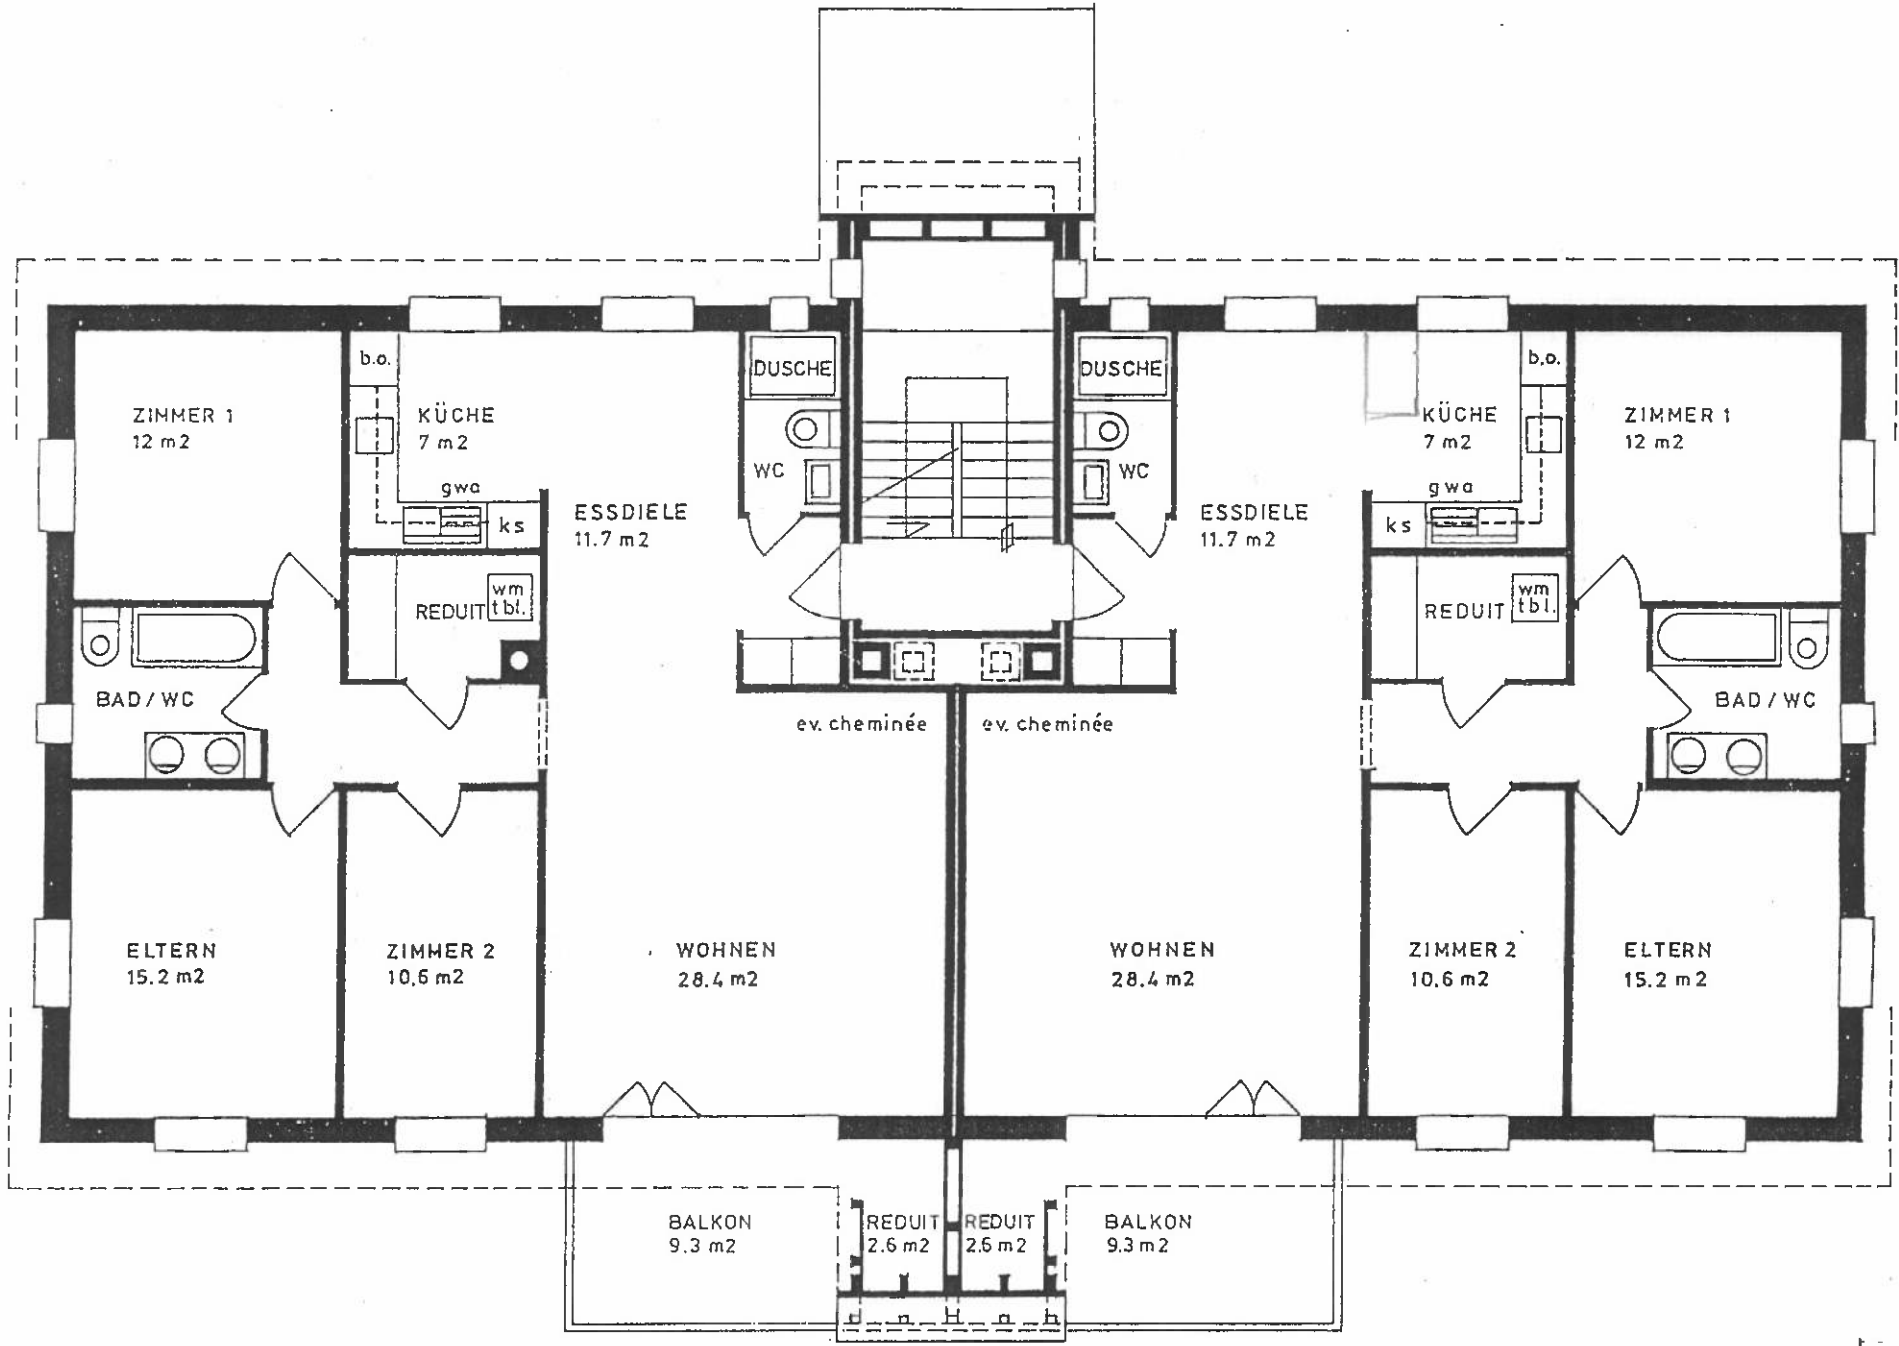 b.o.
DUSCHE
DUSCHE
b.o.
ZIMMER 1
12 m2
KÜCHE
7 m2
WC
WC
KÜCHE
7 m2
ZIMMER 1
12 m2
gwa
ks
ESSDIELE
11.7 m2
ESSDIELE
11.7 m2
gwa
ks
REDUIT
wm
tbl.
REDUIT
wm
tbl.
BAD / WC
BAD / WC
ev. cheminée
ev. cheminée
ELTERN
15.2 m2
ZIMMER 2
10,6 m2
WOHNEN
28.4 m2
WOHNEN
28.4 m2
ZIMMER 2
10,6 m2
ELTERN
15.2 m2
BALKON
9.3 m2
REDUIT
2.6 m2
REDUIT
2.6 m2
BALKON
9.3 m2